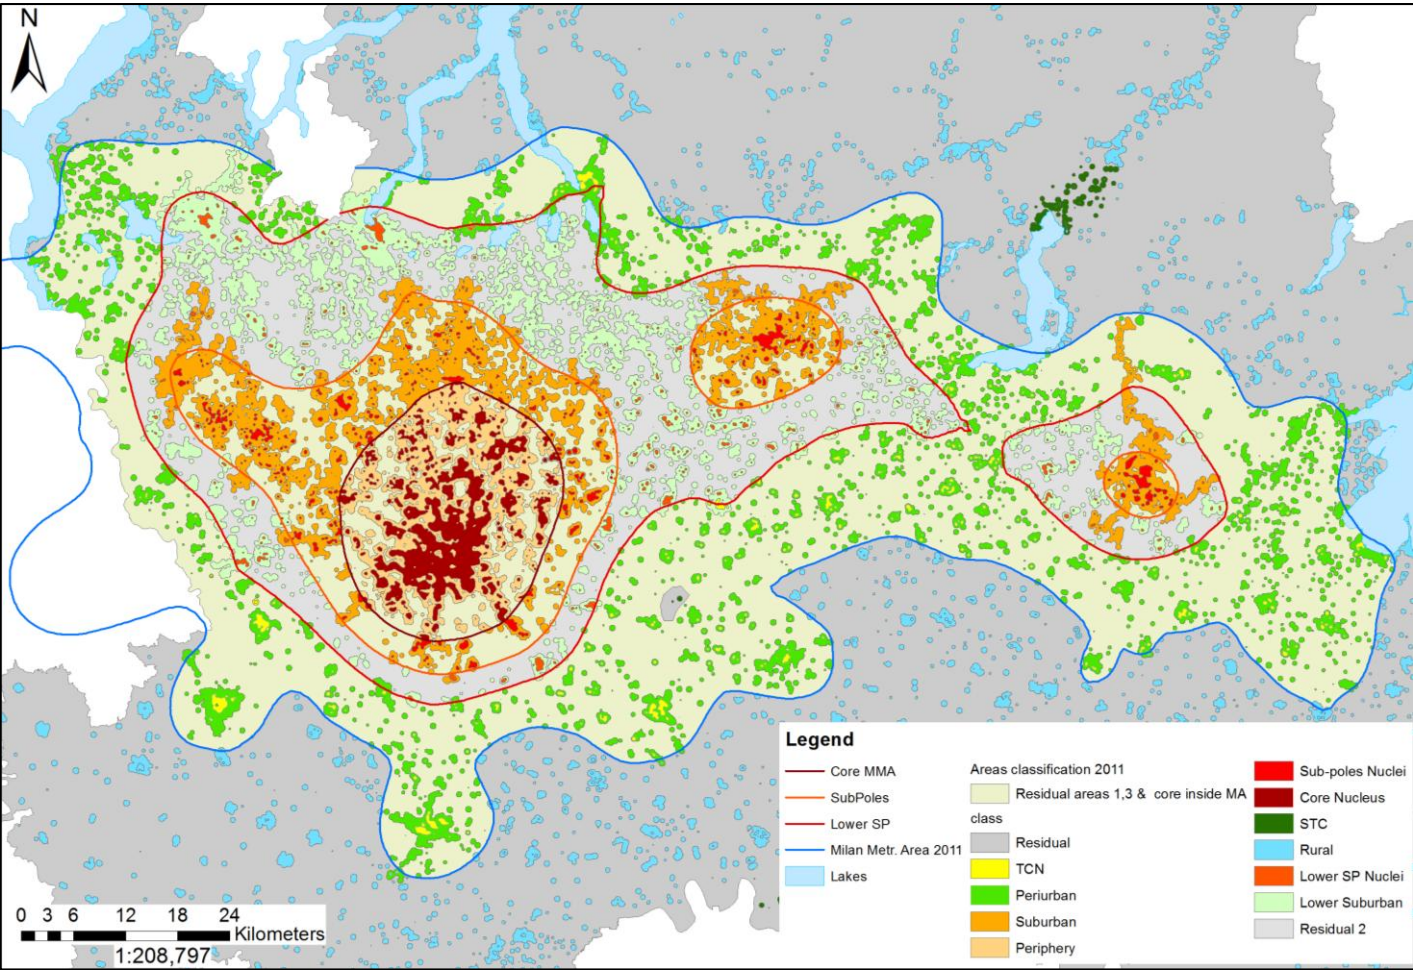 N
Legend
Core MMA
SubPoles
Lower SP
Milan Metr. Area 2011
Lakes
Areas classification 2011
Residual areas 1,3 & core inside MA
class
Residual
TCN
Periurban
Suburban
Periphery
Sub-poles Nuclei
Core Nucleus
STC
Rural
Lower SP Nuclei
Lower Suburban
Residual 2
0 3 6 12 18 24
Kilometers
1:208,797